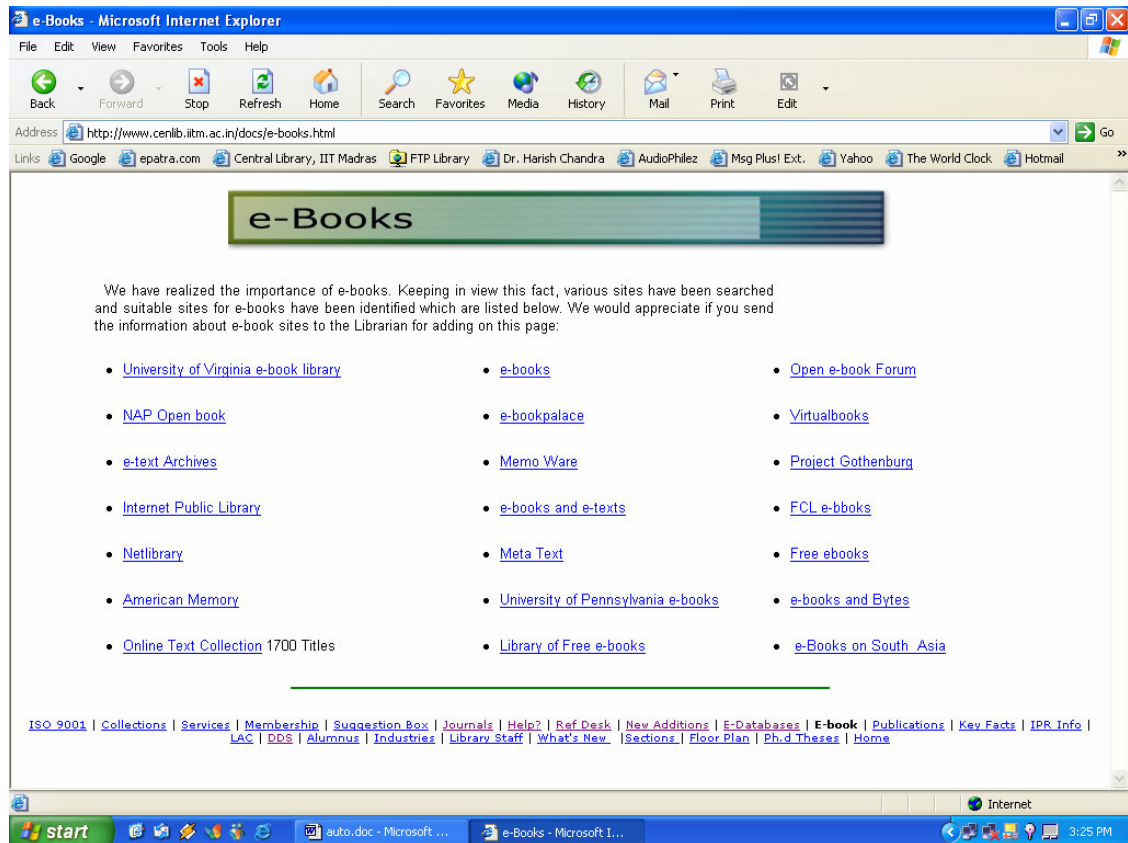 e-Books - Microsoft Internet Explorer
File Edit View Favorites Tools Help
Back Forward Stop Refresh Home Search Favorites Media History Mail Print Edit
Address http://www.cenlib.iitm.ac.in/docs/e-books.html Go
Links Google epatra.com Central Library, IIT Madras FTP Library Dr. Harish Chandra AudioPhilez Msg Plus! Ext. Yahoo The World Clock Hotmail »
e-Books
We have realized the importance of e-books. Keeping in view this fact, various sites have been searched
and suitable sites for e-books have been identified which are listed below. We would appreciate if you send
the information about e-book sites to the Librarian for adding on this page:
• University of Virginia e-book library • e-books • Open e-book Forum
• NAP Open book • e-bookpalace • Virtualbooks
• e-text Archives • Memo Ware • Project Gothenburg
• Internet Public Library • e-books and e-texts • FCL e-bboks
• Netlibrary • Meta Text • Free ebooks
• American Memory • University of Pennsylvania e-books • e-books and Bytes
• Online Text Collection 1700 Titles • Library of Free e-books • e-Books on South Asia
ISO 9001 | Collections | Services | Membership | Suggestion Box | Journals | Help? | Ref Desk | New Additions | E-Databases | E-book | Publications | Key Facts | IPR Info |
LAC | DDS | Alumnus | Industries | Library Staff | What's New |Sections | Floor Plan | Ph.d Theses | Home
Internet
start auto.doc - Microsoft ... e-Books - Microsoft I... 3:25 PM